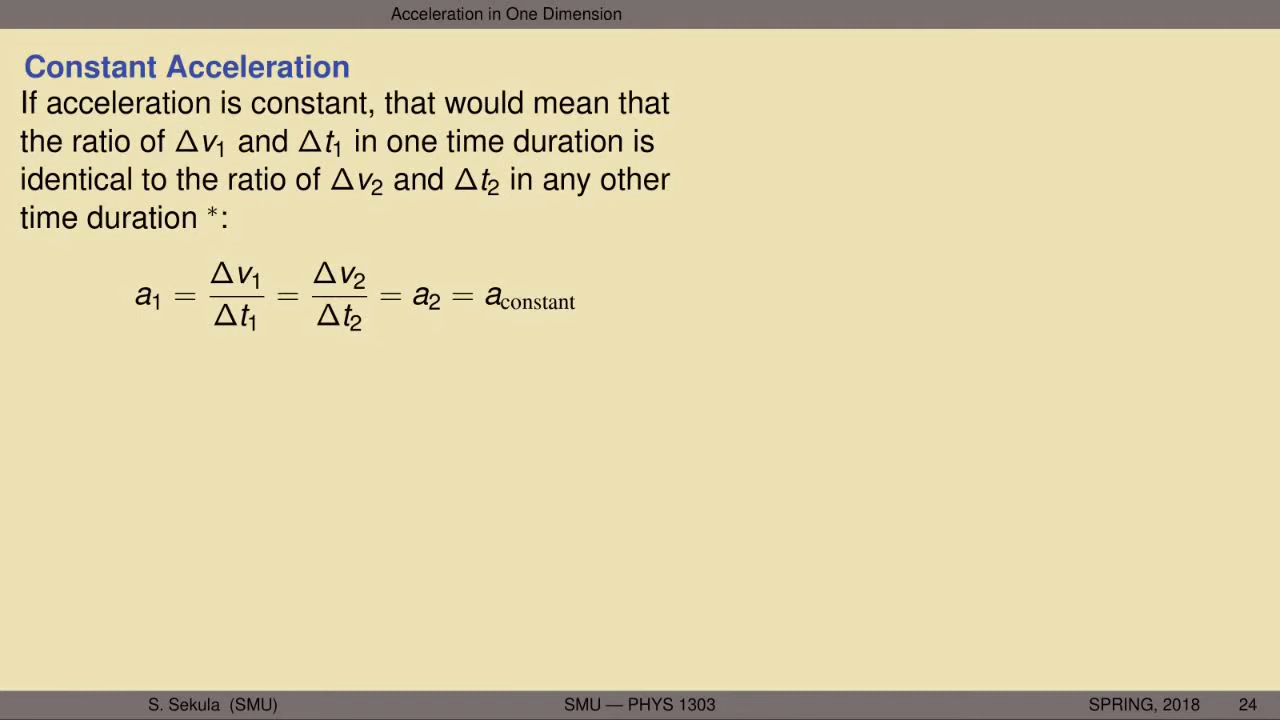 Acceleration in One Dimension
Constant Acceleration
If acceleration is constant, that would mean that
the ratio of Δv₁ and Δt₁ in one time duration is
identical to the ratio of Δv₂ and Δt₂ in any other
time duration *:
a₁ = Δv₁/Δt₁ = Δv₂/Δt₂ = a₂ = a_constant
S. Sekula (SMU) SMU — PHYS 1303 SPRING, 2018 24